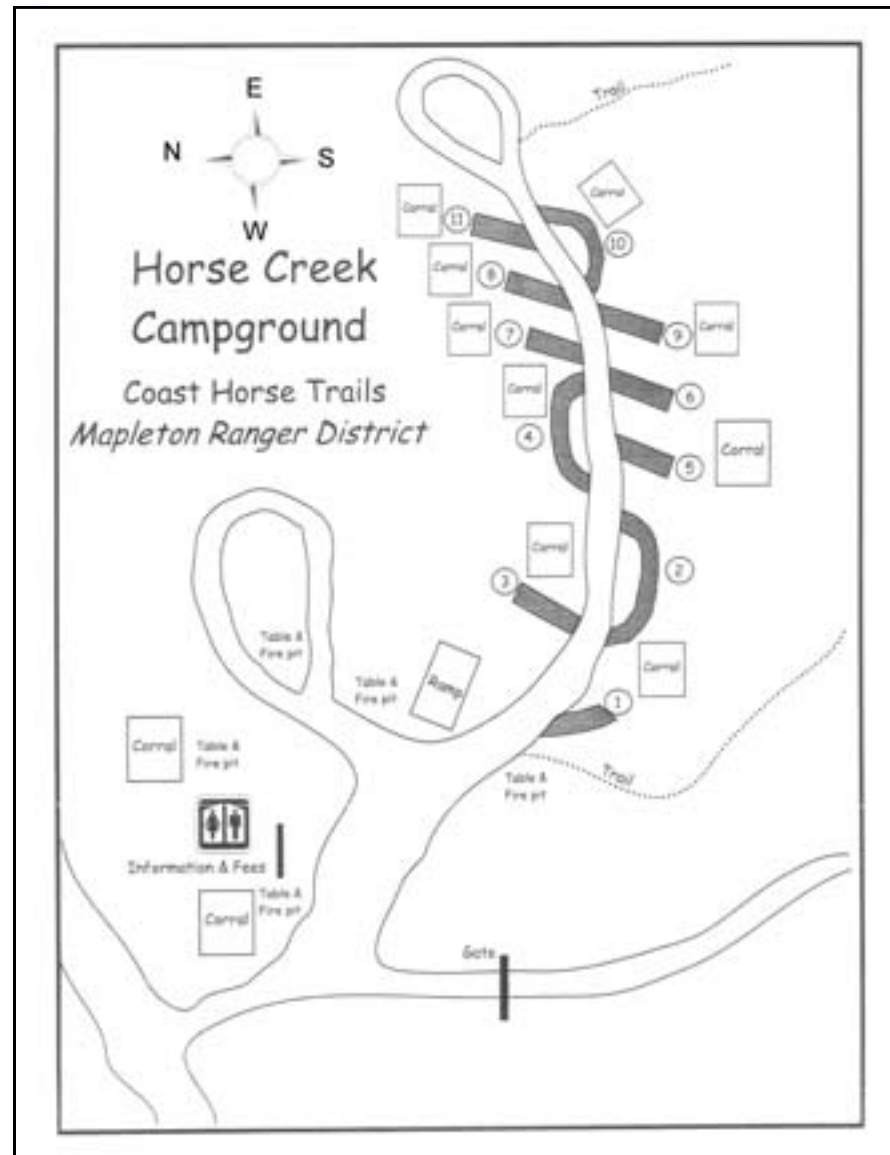 E
N
S
W
Horse Creek
Campground
Coast Horse Trails
Mapleton Ranger District
Trail
Corral
Corral
11
10
Corral
8
Corral
7
9
Corral
Corral
4
6
5
Corral
Corral
3
2
Corral
1
Table &
Fire pit
Table &
Fire pit
Ramp
Corral
Table &
Fire pit
Trail
Table &
Fire pit
Information & Fees
Corral
Table &
Fire pit
Gate